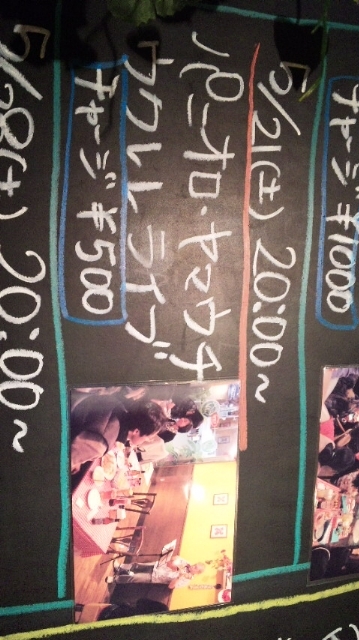 チャージ ¥1000
5/21(土) 20:00~
パニオロ・ヤマウチ
ウクレレライブ
チャージ ¥500
5/28(土) 20:00~